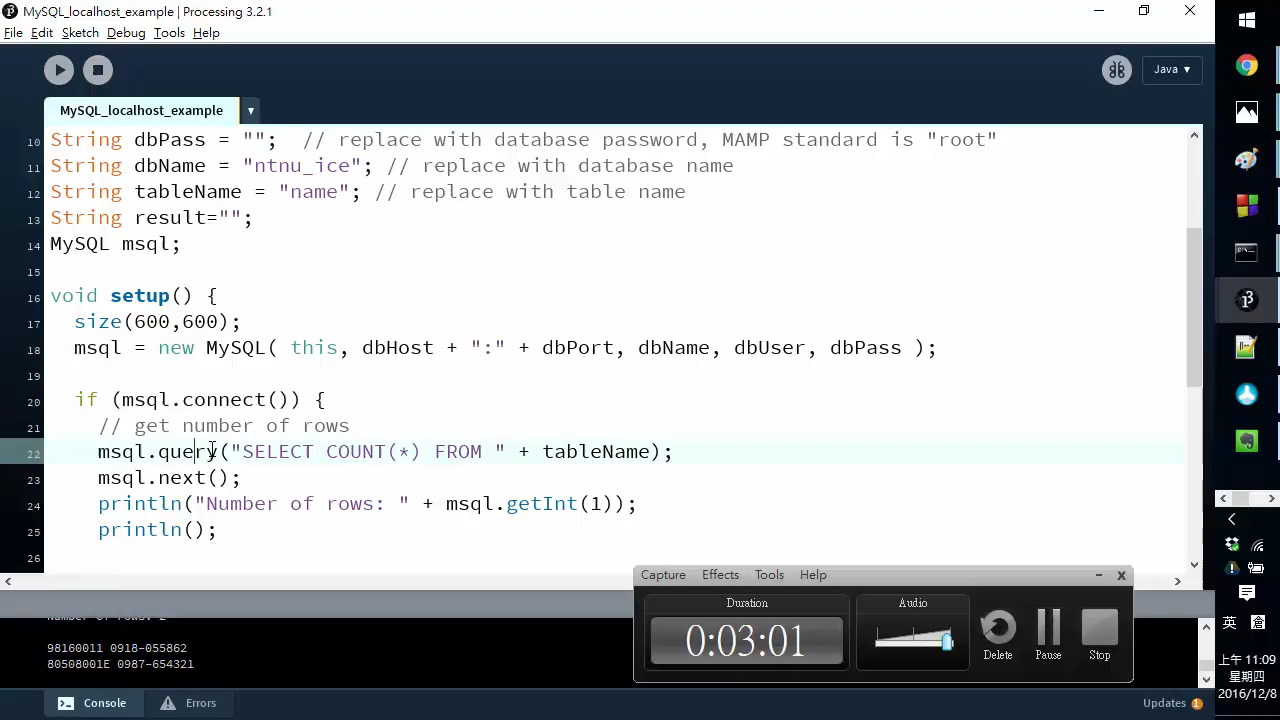 MySQL_localhost_example | Processing 3.2.1
File Edit Sketch Debug Tools Help
Java ▾
MySQL_localhost_example ▾
10 String dbPass = ""; // replace with database password, MAMP standard is "root"
11 String dbName = "ntnu_ice"; // replace with database name
12 String tableName = "name"; // replace with table name
13 String result="";
14 MySQL msql;
15
16 void setup() {
17 size(600,600);
18 msql = new MySQL( this, dbHost + ":" + dbPort, dbName, dbUser, dbPass );
19
20 if (msql.connect()) {
21 // get number of rows
22 msql.query("SELECT COUNT(*) FROM " + tableName);
23 msql.next();
24 println("Number of rows: " + msql.getInt(1));
25 println();
26
Number of rows: 2
98160011 0918-055862
80508001E 0987-654321
Console Errors
Updates 1
Capture Effects Tools Help
Duration
0:03:01
Audio
Delete Pause Stop
英 倉
上午 11:09
星期四
2016/12/8